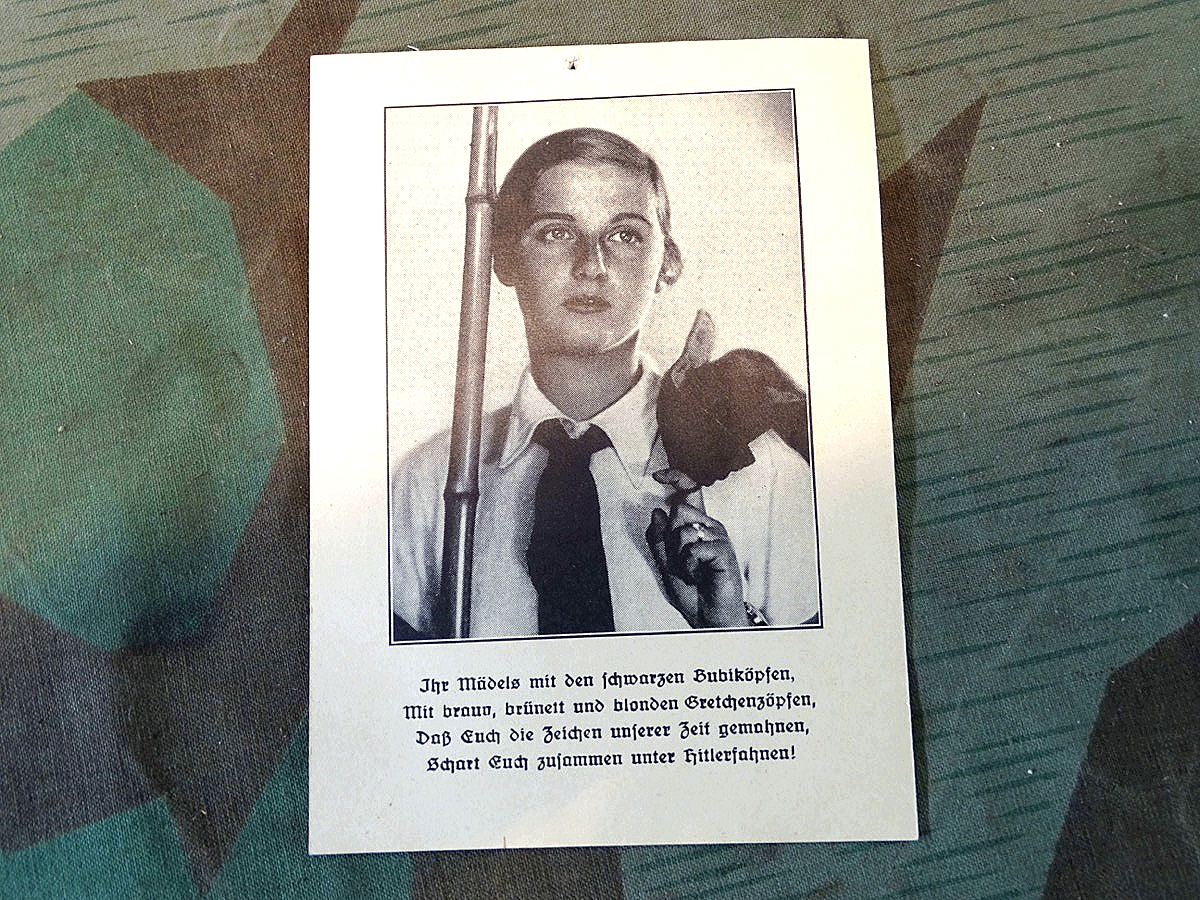 Ihr Mädels mit den schwarzen Bubiköpfen,
Mit braun, brünett und blonden Gretchenzöpfen,
Daß Euch die Zeichen unserer Zeit gemahnen,
Schart Euch zusammen unter Hitlerfahnen!